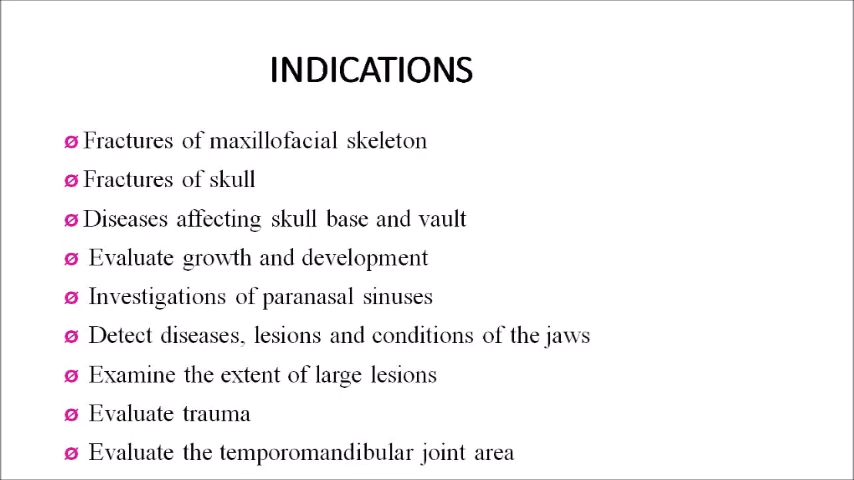 INDICATIONS
Ø Fractures of maxillofacial skeleton
Ø Fractures of skull
Ø Diseases affecting skull base and vault
Ø Evaluate growth and development
Ø Investigations of paranasal sinuses
Ø Detect diseases, lesions and conditions of the jaws
Ø Examine the extent of large lesions
Ø Evaluate trauma
Ø Evaluate the temporomandibular joint area